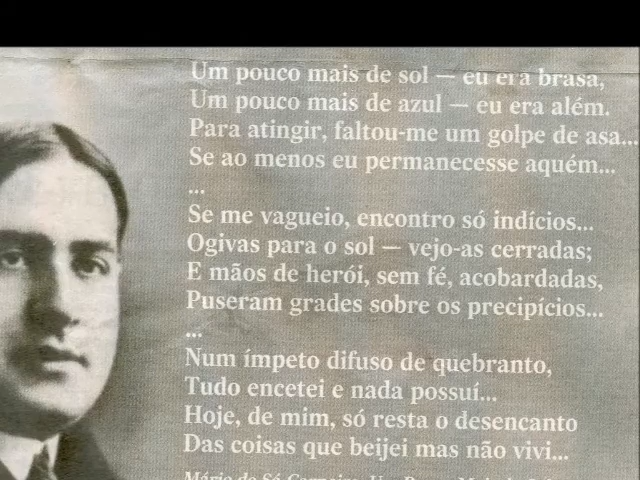 Um pouco mais de sol — eu era brasa,
Um pouco mais de azul — eu era além.
Para atingir, faltou-me um golpe de asa...
Se ao menos eu permanecesse aquém...
...
Se me vagueio, encontro só indícios...
Ogivas para o sol — vejo-as cerradas;
E mãos de herói, sem fé, acobardadas,
Puseram grades sobre os precipícios...
...
Num ímpeto difuso de quebranto,
Tudo encetei e nada possuí...
Hoje, de mim, só resta o desencanto
Das coisas que beijei mas não vivi...